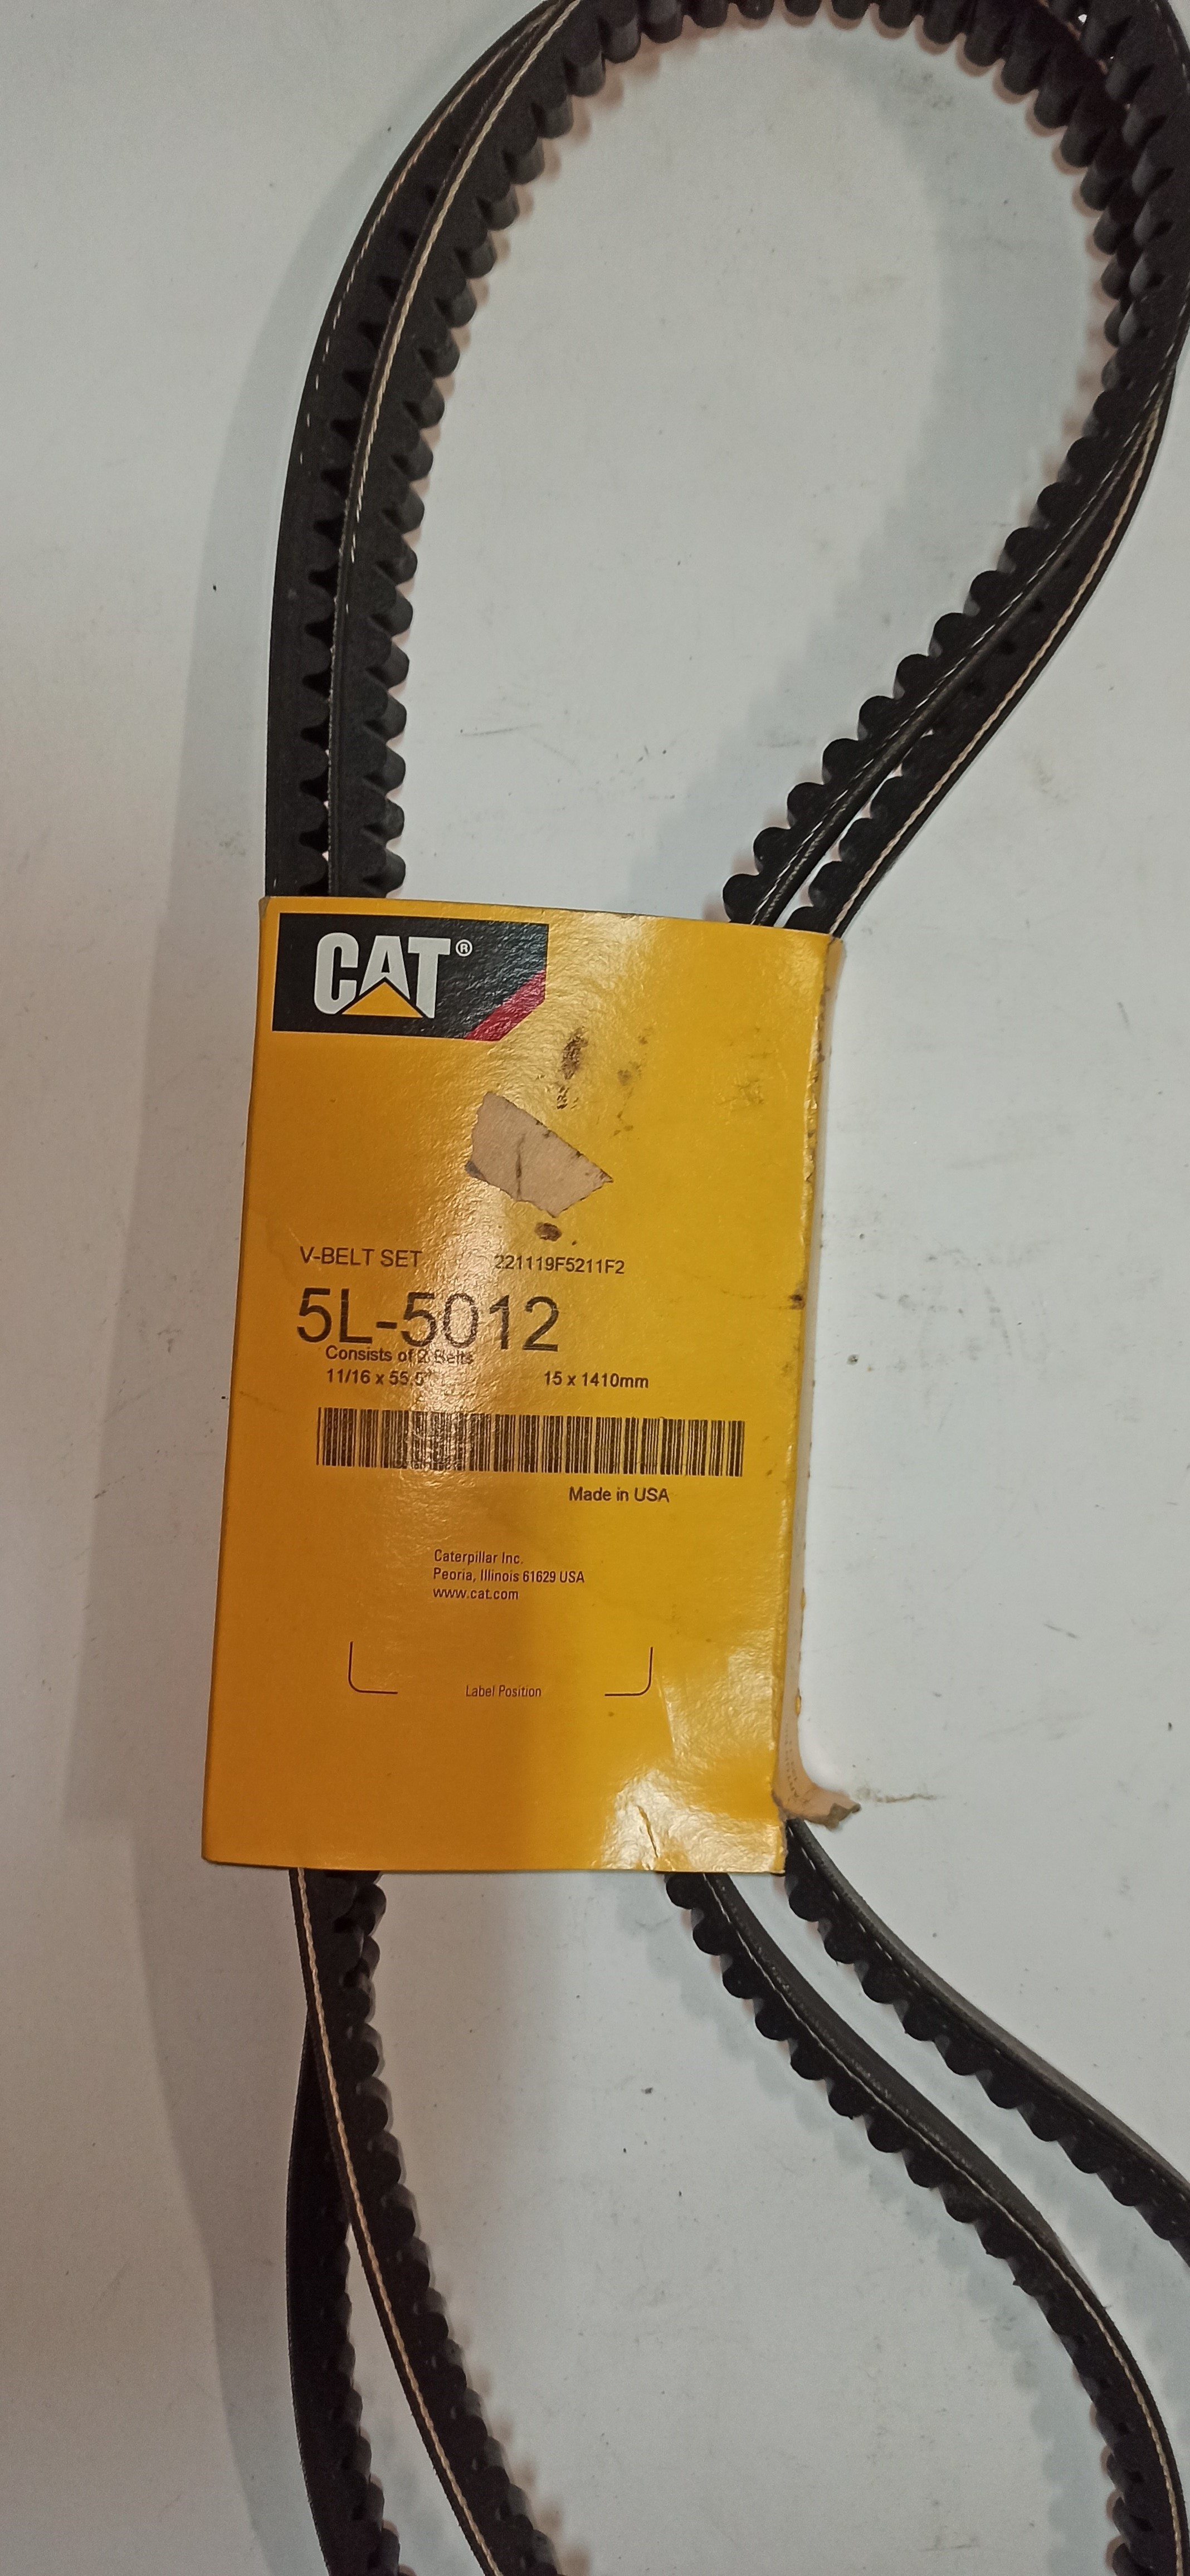 CAT®
V-BELT SET 221119F5211F2
5L-5012
Consists of 2 Belts
11/16 x 55.5" 15 x 1410mm
Made in USA
Caterpillar Inc.
Peoria, Illinois 61629 USA
www.cat.com
Label Position